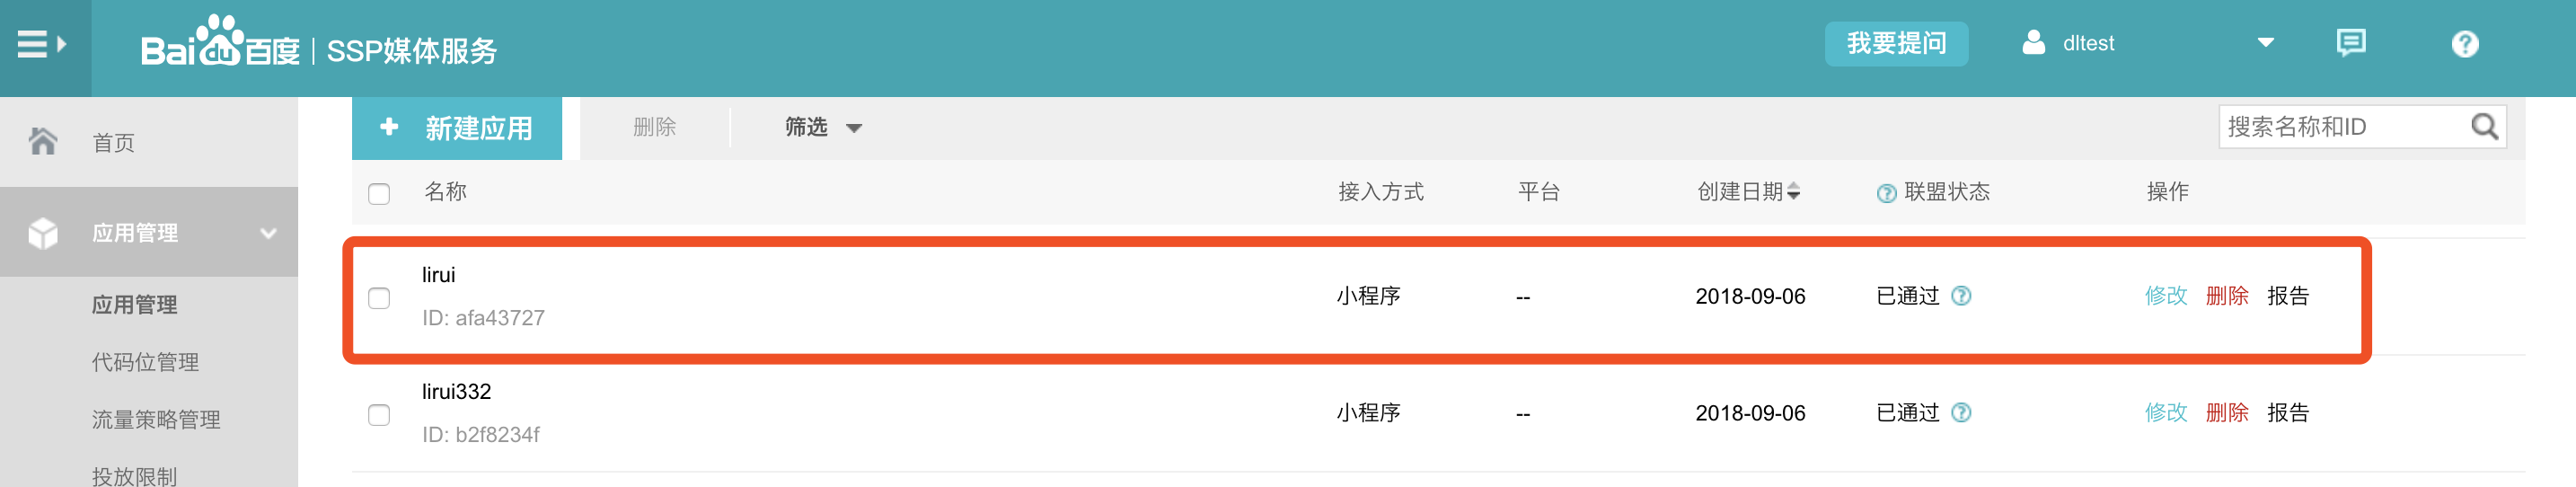 Bai du 百度 | SSP媒体服务
我要提问
dltest
首页
应用管理
应用管理
代码位管理
流量策略管理
投放限制
+ 新建应用
删除
筛选
搜索名称和ID
名称 接入方式 平台 创建日期 联盟状态 操作
lirui
ID: afa43727
小程序 -- 2018-09-06 已通过 修改 删除 报告
lirui332
ID: b2f8234f
小程序 -- 2018-09-06 已通过 修改 删除 报告